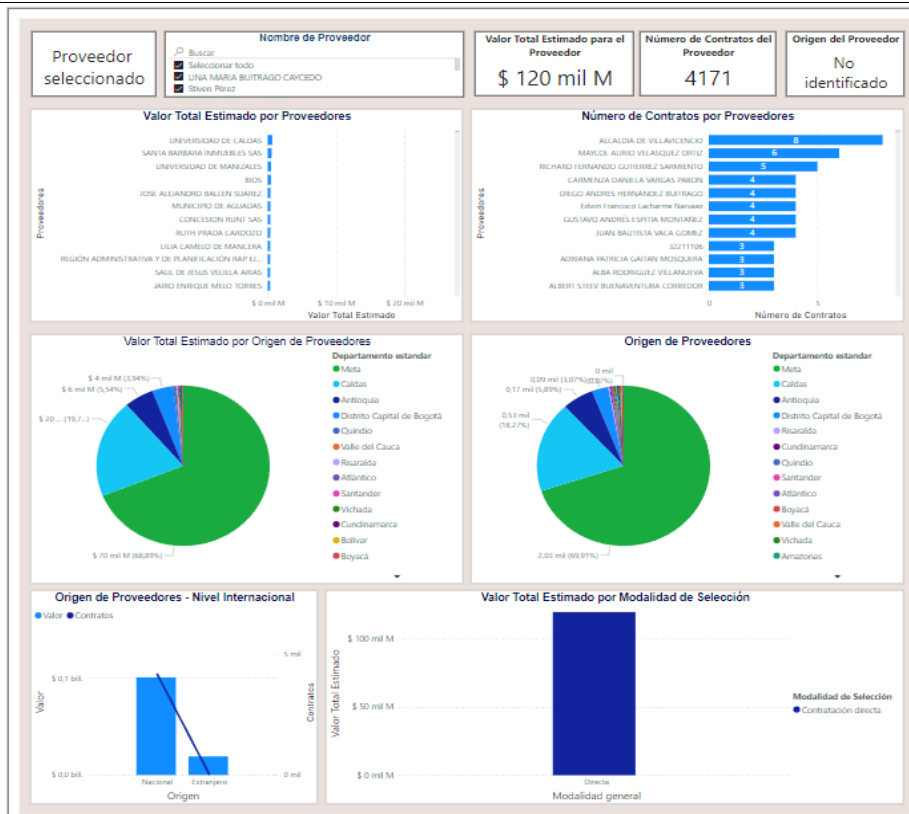 Proveedor
seleccionado
Nombre de Proveedor
Buscar
Seleccionar todo
LINA MARIA BUITRAGO CAYCEDO
Stiven Pérez
Valor Total Estimado para el
Proveedor
$ 120 mil M
Número de Contratos del
Proveedor
4171
Origen del Proveedor
No
identificado
Valor Total Estimado por Proveedores
Proveedores
UNIVERSIDAD DE CALDAS
SANTA BARBARA INMUEBLES SAS
UNIVERSIDAD DE MANIZALES
BIOS
JOSE ALEJANDRO BALLEN SUAREZ
MUNICIPIO DE AGUADAS
CONCESION RUNT SAS
RUTH PRADA CARDOZO
LILIA CAMELO DE MANCERA
REGIÓN ADMINISTRATIVA Y DE PLANIFICACIÓN RAP EJ...
SAUL DE JESUS VELILLA ARIAS
JAIRO ENRIQUE MELO TORRES
$ 0 mil M
$ 10 mil M
$ 20 mil M
Valor Total Estimado
Número de Contratos por Proveedores
Proveedores
ALCALDIA DE VILLAVICENCIO 8
MAYCOL AURIO VELASQUEZ ORTIZ 6
RICHARD FERNANDO GUTIERREZ SARMIENTO 5
CARMENZA DANIELA VARGAS PABON 4
DIEGO ANDRES HERNANDEZ BUITRAGO 4
Edwin Francisco Lacharme Narvaez 4
GUSTAVO ANDRÉS ESPITIA MONTAÑEZ 4
JUAN BAUTISTA VACA GOMEZ 4
32211106 3
ADRIANA PATRICIA GAITAN MOSQUERA 3
ALBA RODRIGUEZ VILLANUEVA 3
ALBERT STEEV BUENAVENTURA CORREDOR 3
0
5
Número de Contratos
Valor Total Estimado por Origen de Proveedores
$ 4 mil M (3,94%)
$ 6 mil M (5,54%)
$ 20 ... (19,7...)
$ 70 mil M (68,89%)
Departamento estandar
Meta
Caldas
Antioquia
Distrito Capital de Bogotá
Quindio
Valle del Cauca
Risaralda
Atlántico
Santander
Vichada
Cundinamarca
Bolívar
Boyacá
Origen de Proveedores
0 mil
0,09 mil (3,07%)
0,17 mil (5,89%)
0,53 mil
(18,27%)
2,03 mil (69,91%)
Departamento estandar
Meta
Caldas
Antioquia
Distrito Capital de Bogotá
Risaralda
Cundinamarca
Quindio
Santander
Atlántico
Boyacá
Valle del Cauca
Vichada
Amazonas
Origen de Proveedores - Nivel Internacional
Valor Contratos
Valor
$ 0,1 bill.
$ 0,0 bill.
5 mil
0 mil
Contratos
Nacional
Extranjero
Origen
Valor Total Estimado por Modalidad de Selección
Valor Total Estimado
$ 100 mil M
$ 50 mil M
$ 0 mil M
Directa
Modalidad general
Modalidad de Selección
Contratación directa